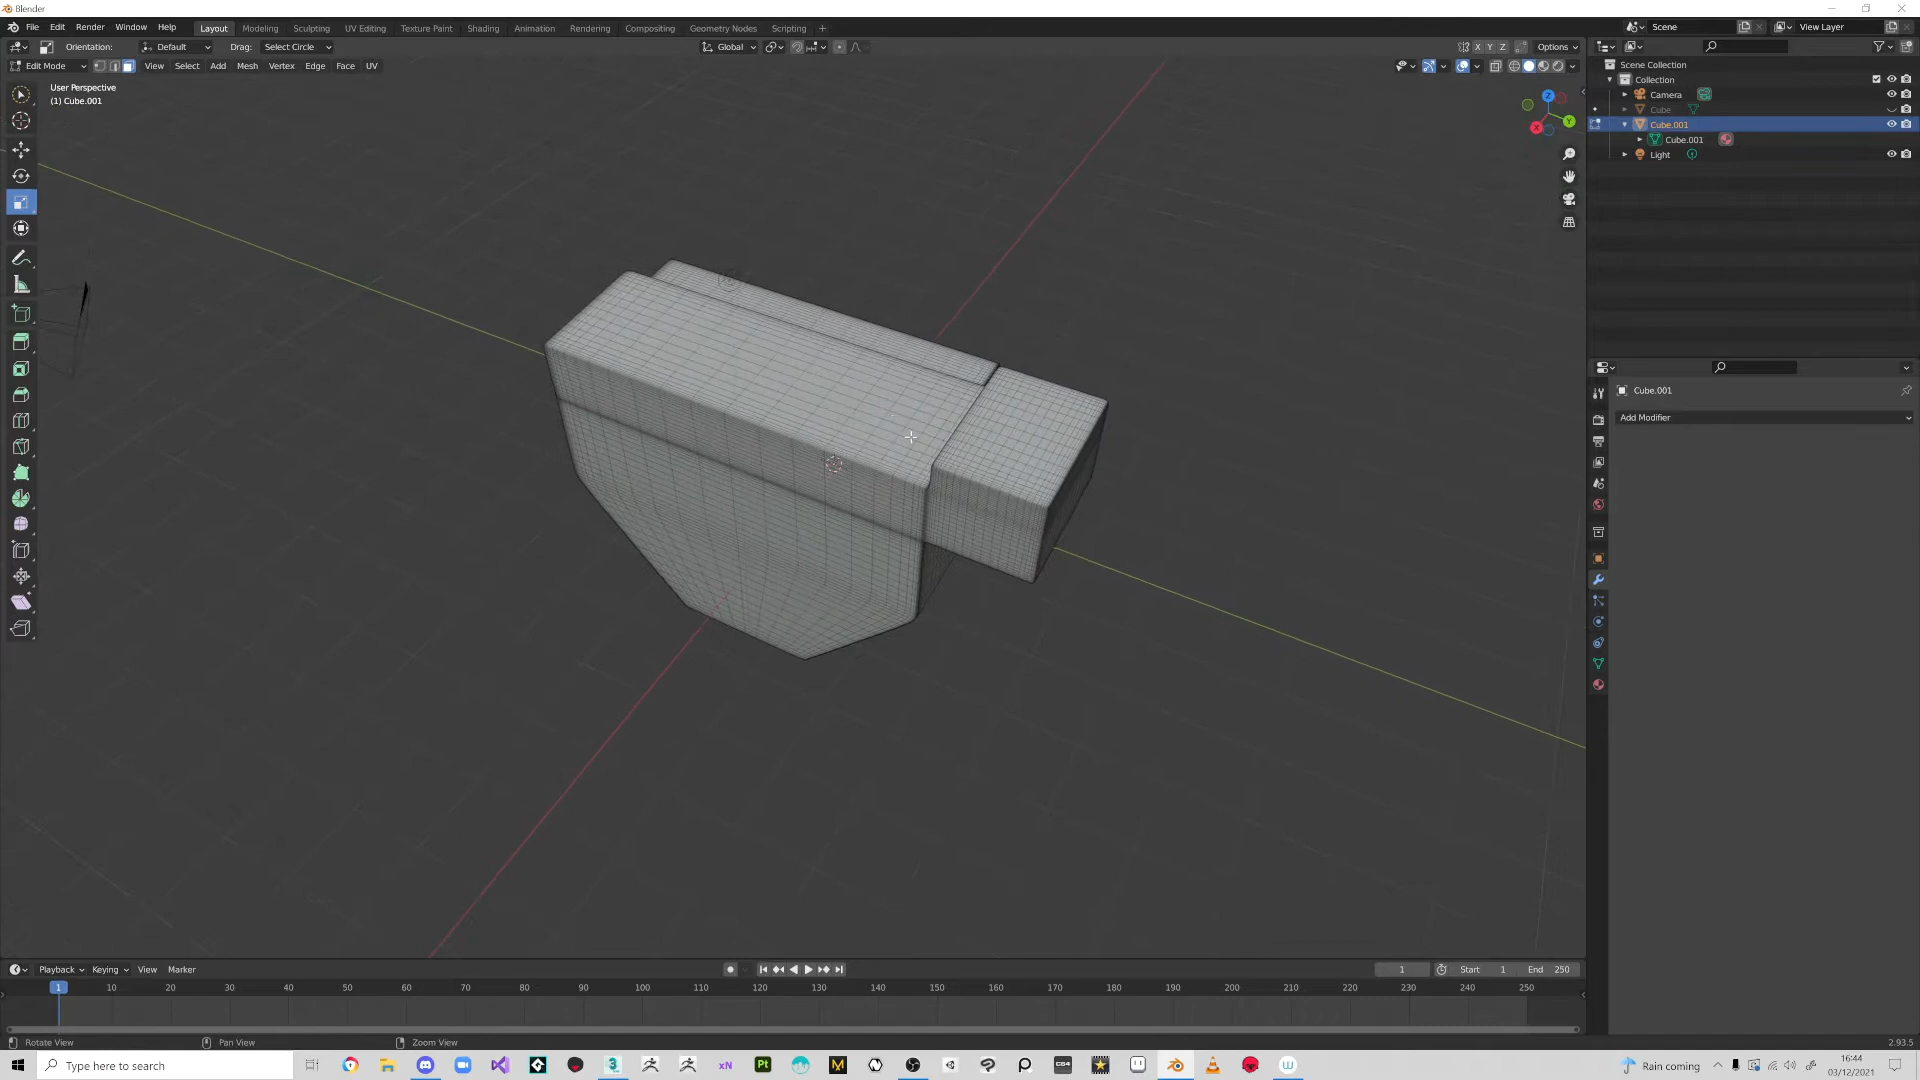 Blender
File Edit Render Window Help
Layout Modeling Sculpting UV Editing Texture Paint Shading Animation Rendering Compositing Geometry Nodes Scripting +
Scene
View Layer
Orientation: Default Drag: Select Circle
Global
X Y Z Options
Edit Mode View Select Add Mesh Vertex Edge Face UV
User Perspective
(1) Cube.001
Z
Y
X
Scene Collection
Collection
Camera
Cube
Cube.001
Cube.001
Light
Cube.001
Add Modifier
Playback Keying View Marker
1 Start 1 End 250
1 10 20 30 40 50 60 70 80 90 100 110 120 130 140 150 160 170 180 190 200 210 220 230 240 250
Rotate View Pan View Zoom View
2.93.5
Type here to search
3 xN Pt M C64 W
Rain coming
16:44
03/12/2021